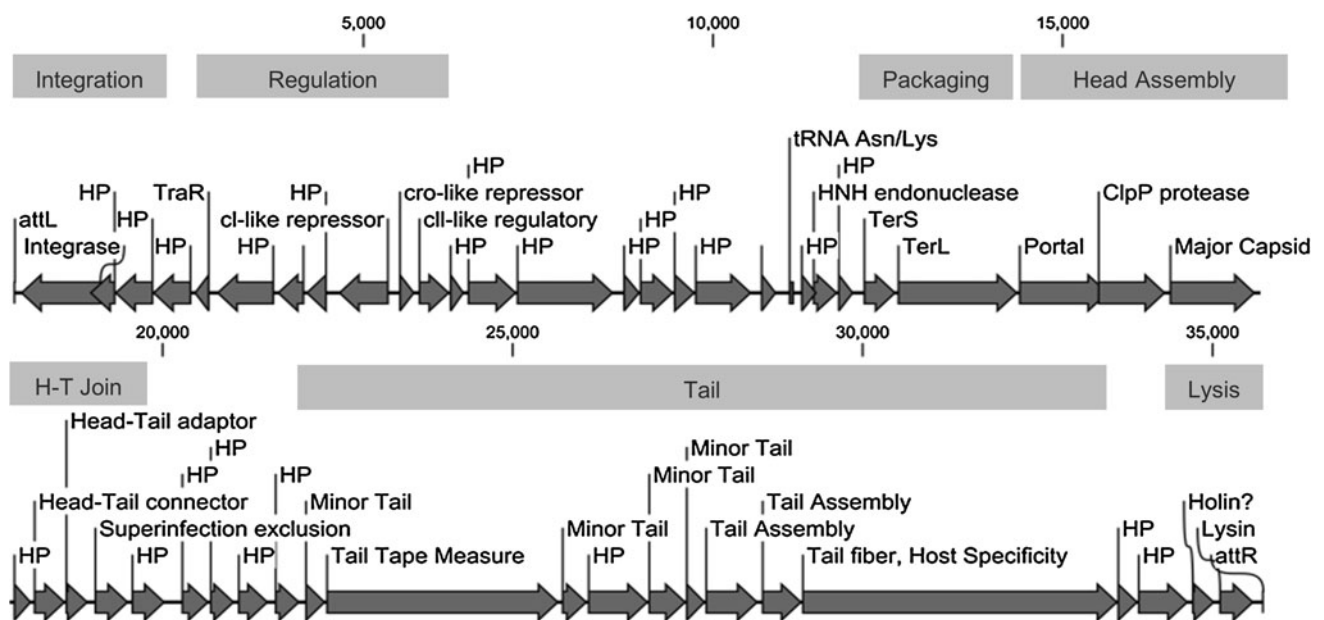 5,000 10,000 15,000
Integration Regulation Packaging Head Assembly
tRNA Asn/Lys
HP HP
HP TraR HP cro-like repressor HP HNH endonuclease ClpP protease
attL HP cI-like repressor cII-like regulatory HP TerS
Integrase HP HP HP HP HP HP HP TerL Portal Major Capsid
20,000 25,000 30,000 35,000
H-T Join Tail Lysis
Head-Tail adaptor
HP Minor Tail
HP HP Minor Tail
Head-Tail connector Minor Tail Tail Assembly Holin?
Superinfection exclusion Minor Tail Tail Assembly HP Lysin
HP HP HP Tail Tape Measure HP Tail fiber, Host Specificity HP attR